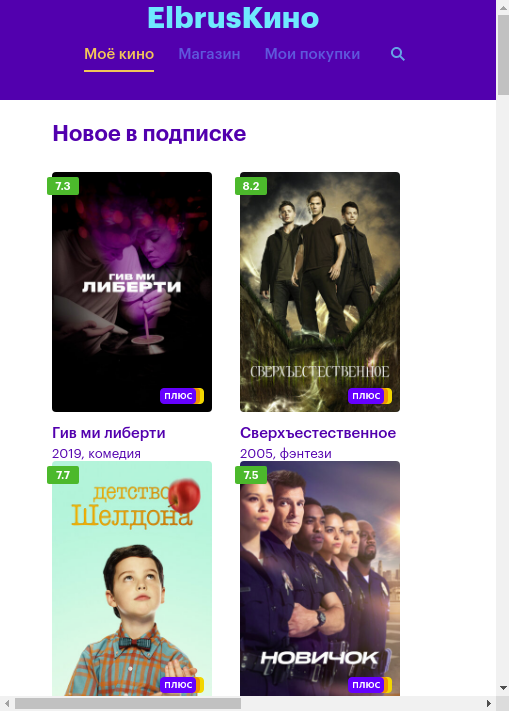 ElbrusКино
Моё кино Магазин Мои покупки
Новое в подписке
7.3
ГИВ МИ
ЛИБЕРТИ
ПЛЮС
8.2
СВЕРХЪЕСТЕСТВЕННОЕ
ПЛЮС
Гив ми либерти
2019, комедия
Сверхъестественное
2005, фэнтези
7.7
детство
Шелдона
ПЛЮС
7.5
НОВИЧОК
ПЛЮС